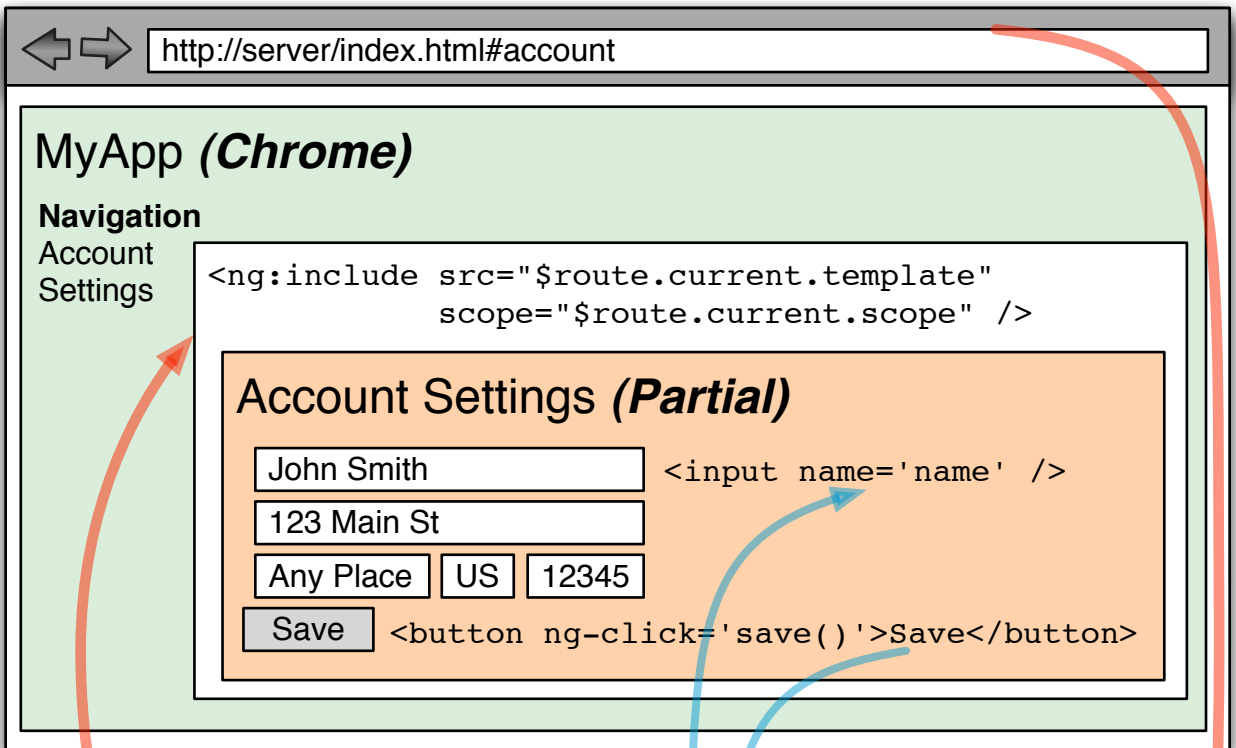 http://server/index.html#account
MyApp (Chrome)
Navigation
Account
Settings
<ng:include src="$route.current.template"
scope="$route.current.scope" />
Account Settings (Partial)
John Smith <input name='name' />
123 Main St
Any Place US 12345
Save <button ng-click='save()'>Save</button>